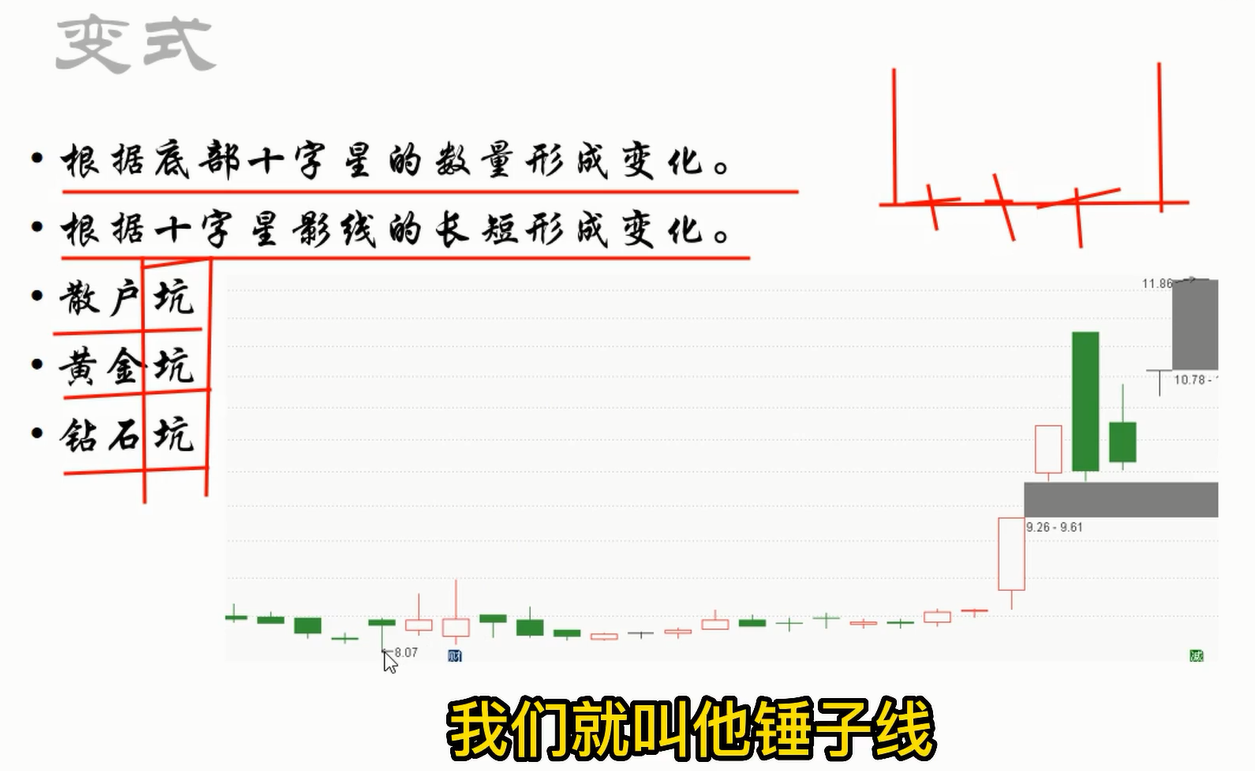 变式
• 根据底部十字星的数量形成变化。
• 根据十字星影线的长短形成变化。
• 散户坑
• 黄金坑
• 钻石坑
11.86
10.78 -
9.26 - 9.61
8.07
财
减
我们就叫他锤子线